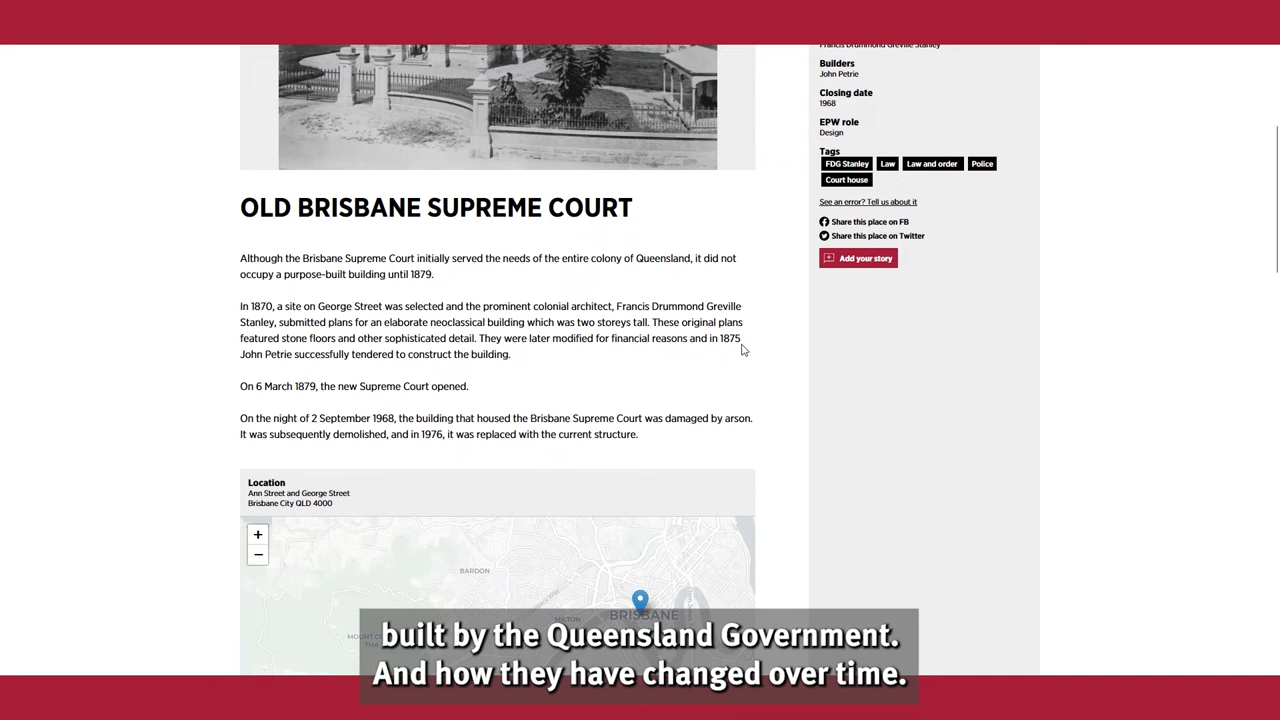 OLD BRISBANE SUPREME COURT
Although the Brisbane Supreme Court initially served the needs of the entire colony of Queensland, it did not
occupy a purpose-built building until 1879.
In 1870, a site on George Street was selected and the prominent colonial architect, Francis Drummond Greville
Stanley, submitted plans for an elaborate neoclassical building which was two storeys tall. These original plans
featured stone floors and other sophisticated detail. They were later modified for financial reasons and in 1875
John Petrie successfully tendered to construct the building.
On 6 March 1879, the new Supreme Court opened.
On the night of 2 September 1968, the building that housed the Brisbane Supreme Court was damaged by arson.
It was subsequently demolished, and in 1976, it was replaced with the current structure.
Location
Ann Street and George Street
Brisbane City QLD 4000
+
−
BARDON
MILTON
BRISBANE
MOUNT
Francis Drummond Greville Stanley
Builders
John Petrie
Closing date
1968
EPW role
Design
Tags
FDG Stanley Law Law and order Police
Court house
See an error? Tell us about it
Share this place on FB
Share this place on Twitter
Add your story
built by the Queensland Government.
And how they have changed over time.